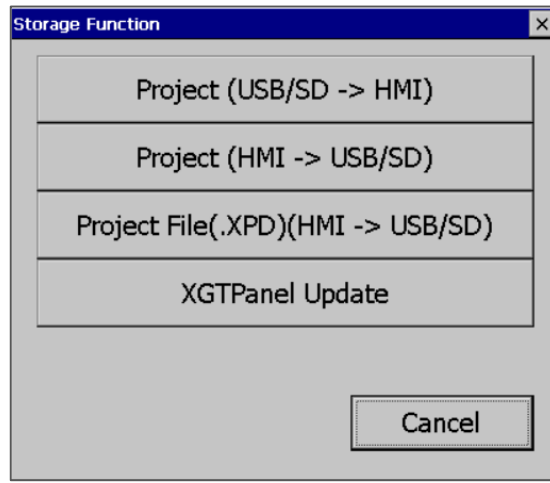 Storage Function
Project (USB/SD -> HMI)
Project (HMI -> USB/SD)
Project File(.XPD)(HMI -> USB/SD)
XGTPanel Update
Cancel